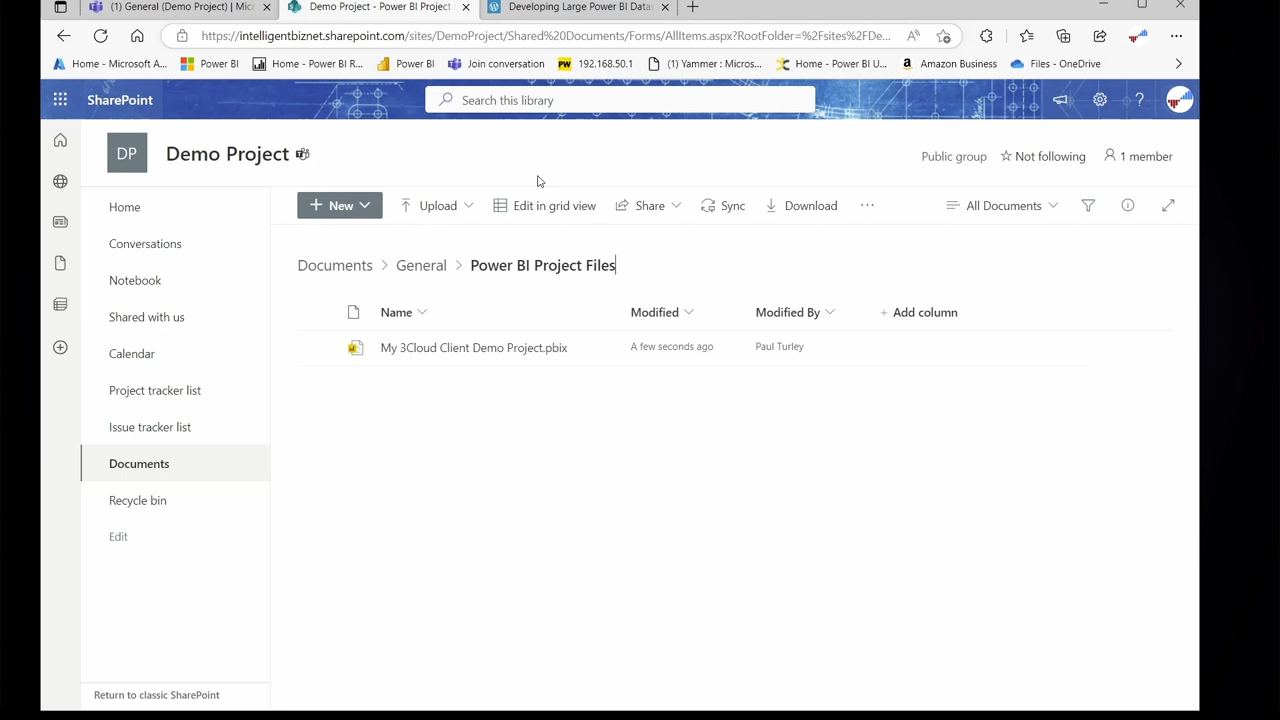 (1) General (Demo Project) | Mic
Demo Project - Power BI Project
Developing Large Power BI Datas
https://intelligentbiznet.sharepoint.com/sites/DemoProject/Shared%20Documents/Forms/AllItems.aspx?RootFolder=%2Fsites%2FDe...
Home - Microsoft A...
Power BI
Home - Power BI R...
Power BI
Join conversation
PW 192.168.50.1
(1) Yammer : Micros...
Home - Power BI U...
Amazon Business
Files - OneDrive
SharePoint
Search this library
DP
Demo Project
Public group
Not following
1 member
Home
Conversations
Notebook
Shared with us
Calendar
Project tracker list
Issue tracker list
Documents
Recycle bin
Edit
Return to classic SharePoint
+ New
Upload
Edit in grid view
Share
Sync
Download
...
All Documents
Documents > General > Power BI Project Files
Name
Modified
Modified By
+ Add column
My 3Cloud Client Demo Project.pbix
A few seconds ago
Paul Turley